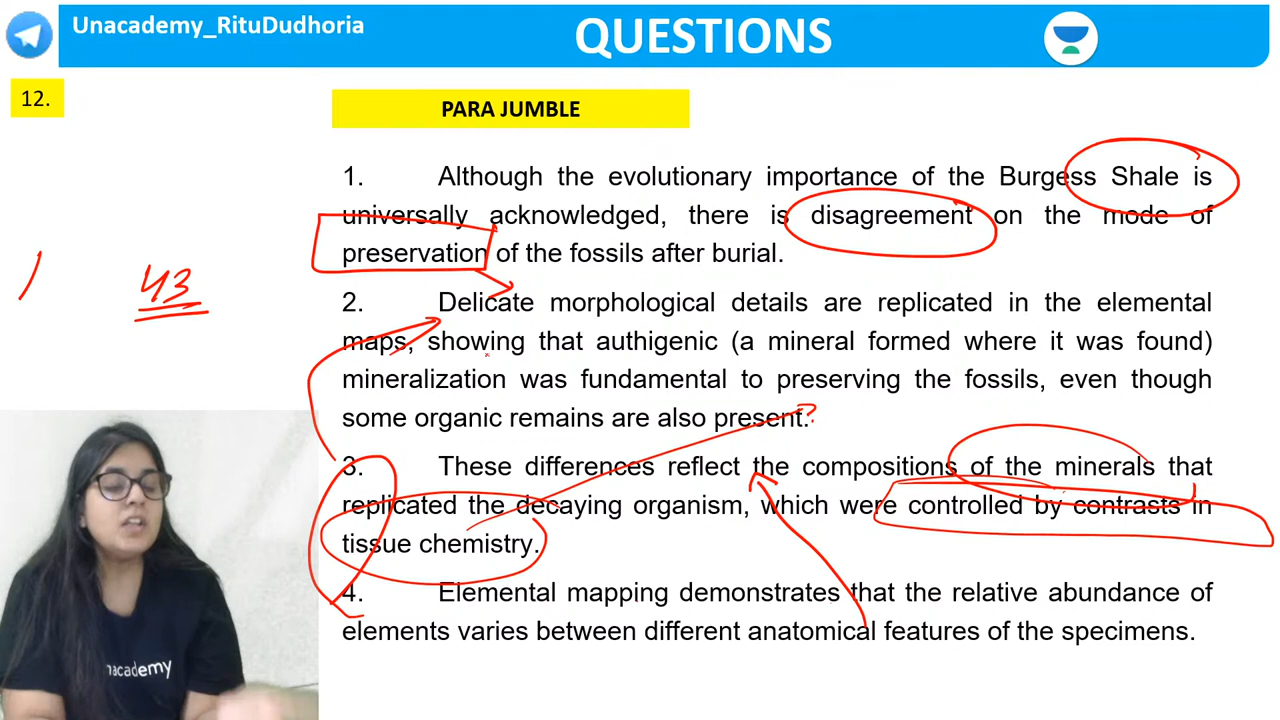 Unacademy_RituDudhoria
QUESTIONS
12.
PARA JUMBLE
1. Although the evolutionary importance of the Burgess Shale is
universally acknowledged, there is disagreement on the mode of
preservation of the fossils after burial.
2. Delicate morphological details are replicated in the elemental
maps, showing that authigenic (a mineral formed where it was found)
mineralization was fundamental to preserving the fossils, even though
some organic remains are also present.?
3. These differences reflect the compositions of the minerals that
replicated the decaying organism, which were controlled by contrasts in
tissue chemistry.
4. Elemental mapping demonstrates that the relative abundance of
elements varies between different anatomical features of the specimens.
1 43
unacademy